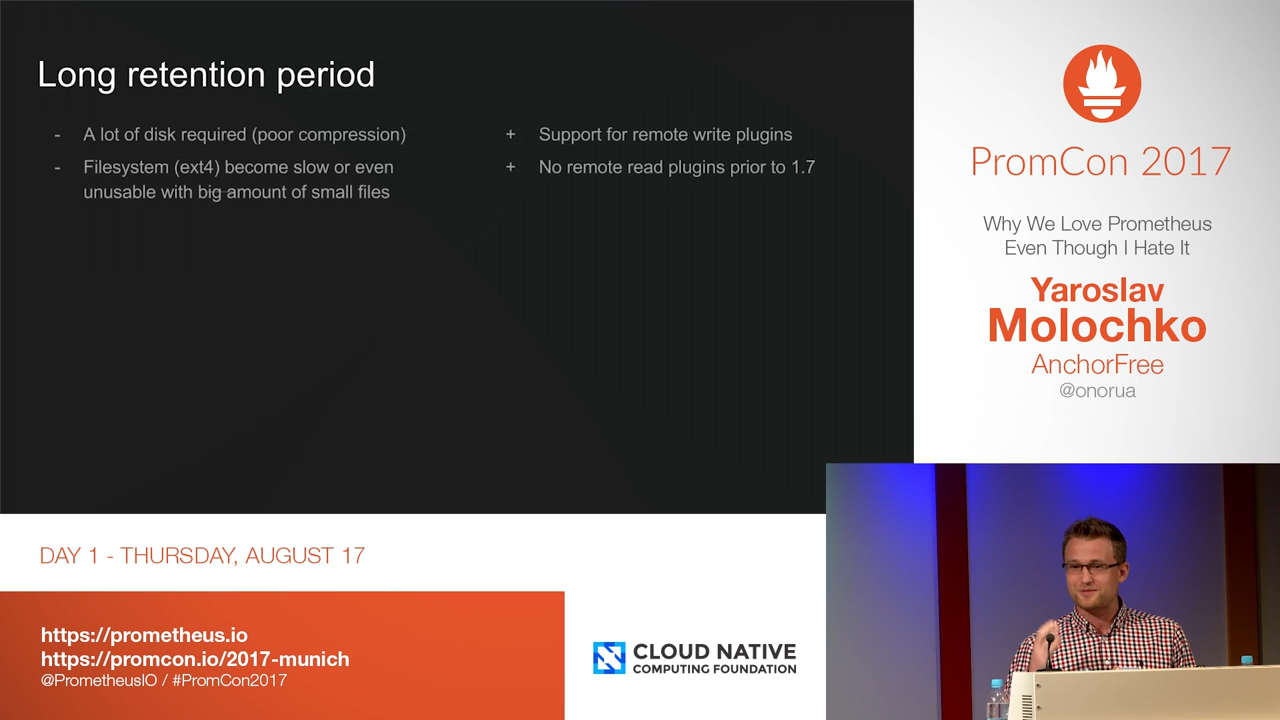 Long retention period
- A lot of disk required (poor compression)
- Filesystem (ext4) become slow or even
unusable with big amount of small files
+ Support for remote write plugins
+ No remote read plugins prior to 1.7
PromCon 2017
Why We Love Prometheus
Even Though I Hate It
Yaroslav
Molochko
AnchorFree
@onorua
DAY 1 - THURSDAY, AUGUST 17
https://prometheus.io
https://promcon.io/2017-munich
@PrometheusIO / #PromCon2017
CLOUD NATIVE
COMPUTING FOUNDATION